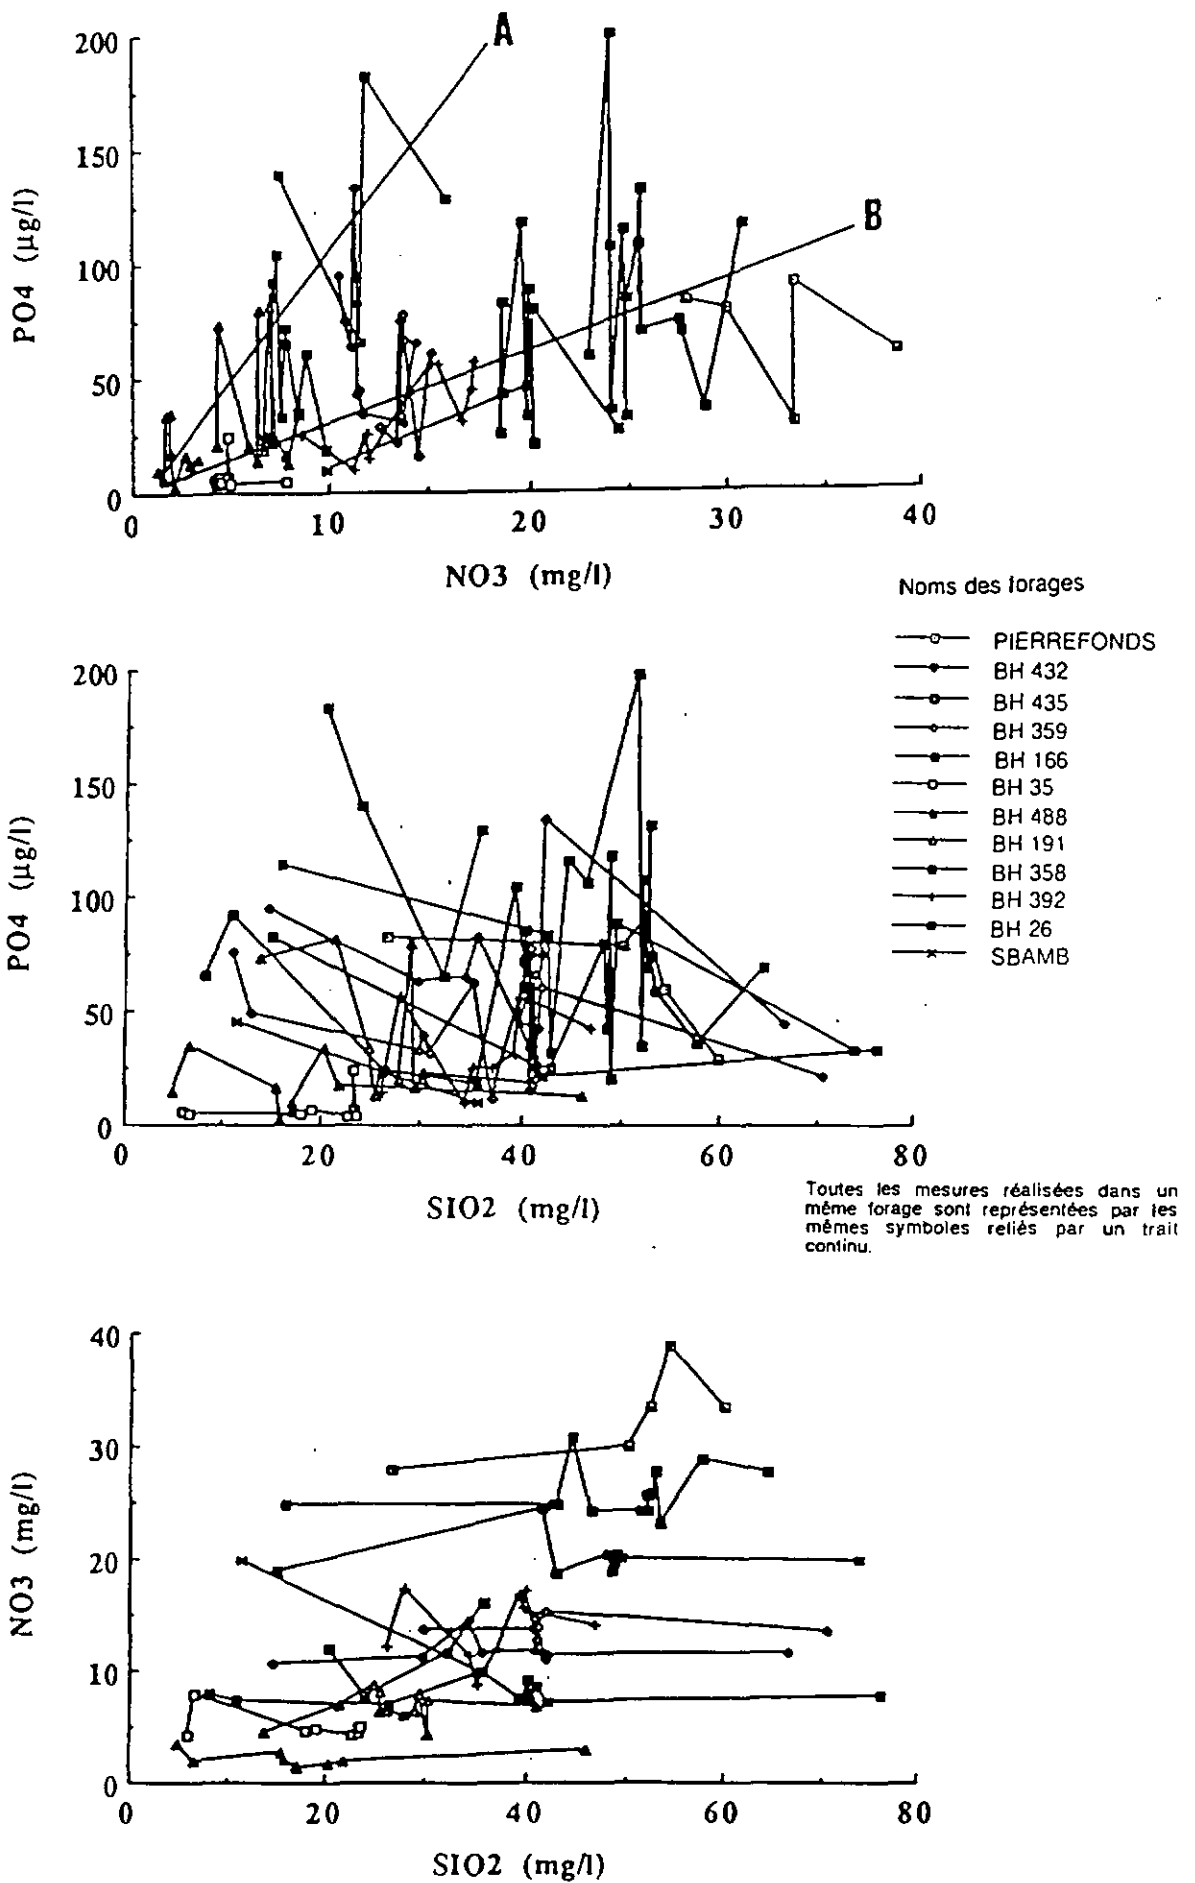 A
B
200
150
100
50
0
PO4 (µg/l)
0 10 20 30 40
NO3 (mg/l)
Noms des forages
PIERREFONDS
BH 432
BH 435
BH 359
BH 166
BH 35
BH 488
BH 191
BH 358
BH 392
BH 26
SBAMB
200
150
100
50
0
PO4 (µg/l)
0 20 40 60 80
SIO2 (mg/l)
Toutes les mesures réalisées dans un
même forage sont représentées par les
mêmes symboles reliés par un trait
continu.
40
30
20
10
0
NO3 (mg/l)
0 20 40 60 80
SIO2 (mg/l)